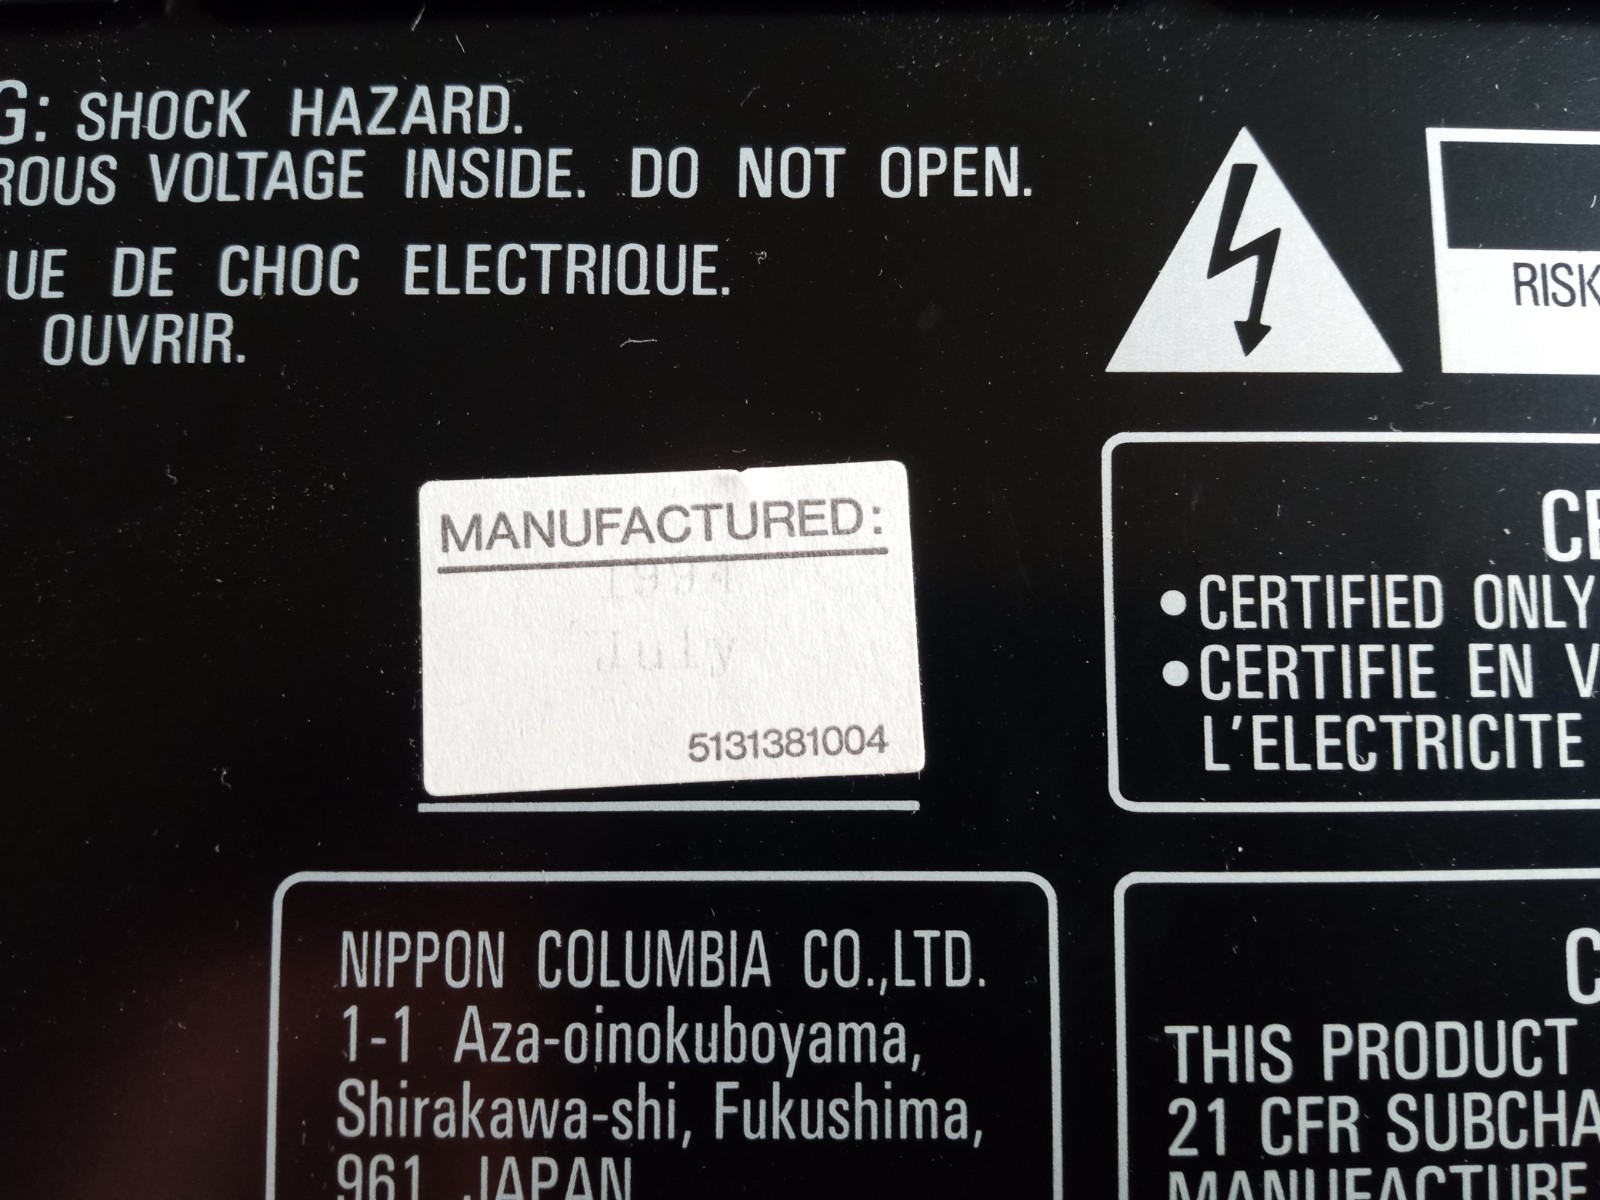 G: SHOCK HAZARD.
ROUS VOLTAGE INSIDE. DO NOT OPEN.
UE DE CHOC ELECTRIQUE.
OUVRIR.
RISK
MANUFACTURED:
1994
July
5131381004
CE
•CERTIFIED ONLY
•CERTIFIE EN V
L'ELECTRICITE
NIPPON COLUMBIA CO.,LTD.
1-1 Aza-oinokuboyama,
Shirakawa-shi, Fukushima,
961 JAPAN
C
THIS PRODUCT
21 CFR SUBCHA
MANUFACTURE